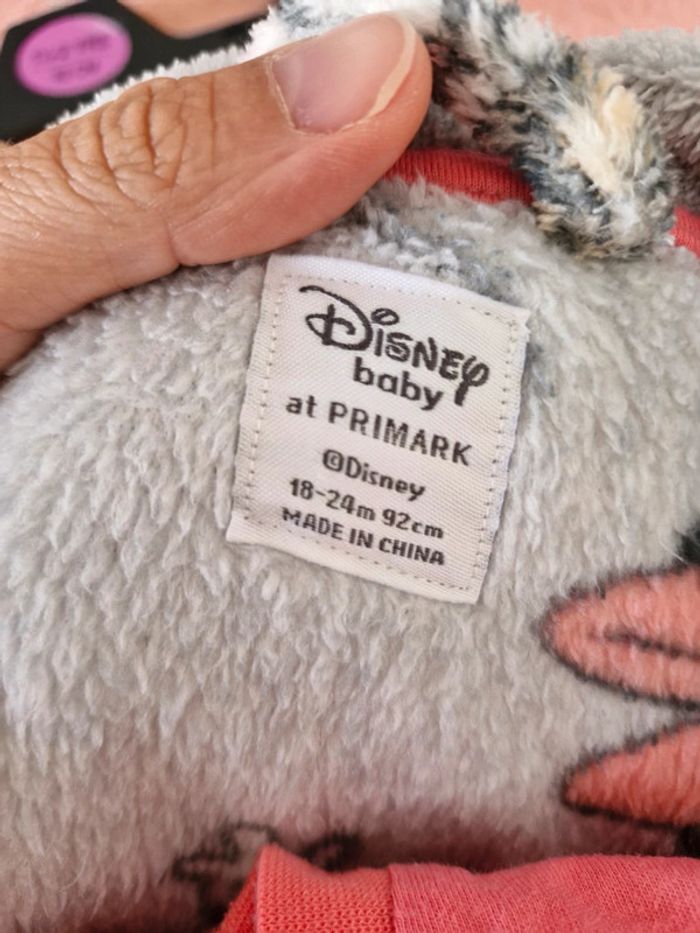 Disney
baby
at PRIMARK
©Disney
18-24m 92cm
MADE IN CHINA